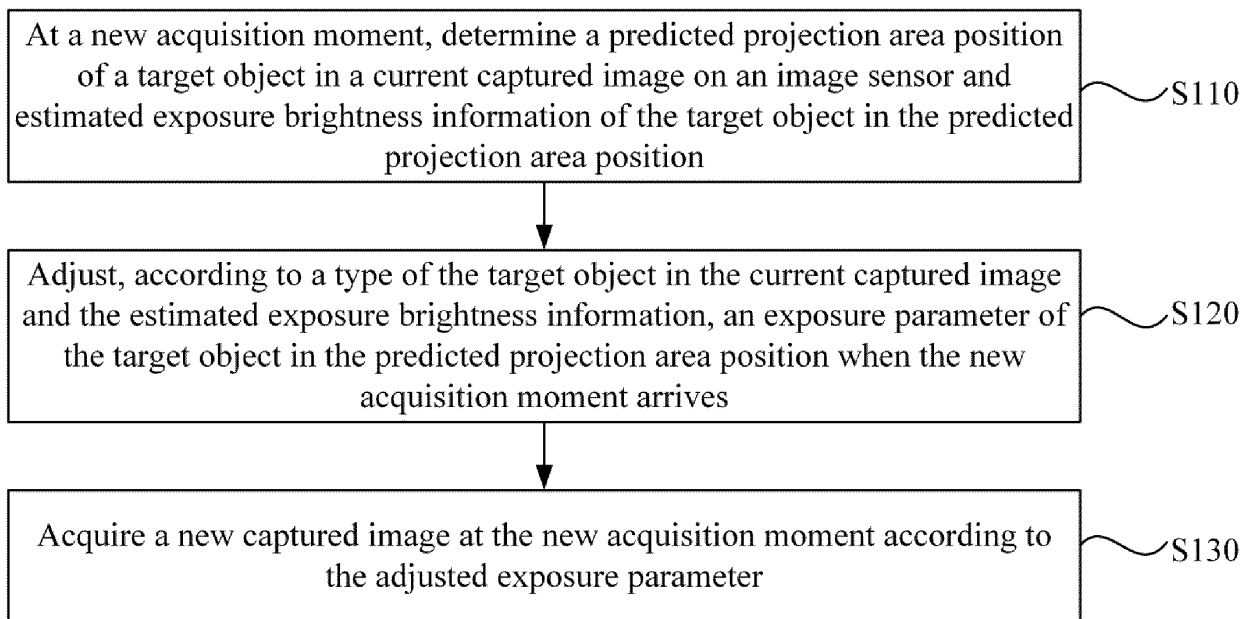 At a new acquisition moment, determine a predicted projection area position
of a target object in a current captured image on an image sensor and
estimated exposure brightness information of the target object in the predicted
projection area position
S110
Adjust, according to a type of the target object in the current captured image
and the estimated exposure brightness information, an exposure parameter of
the target object in the predicted projection area position when the new
acquisition moment arrives
S120
Acquire a new captured image at the new acquisition moment according to
the adjusted exposure parameter
S130